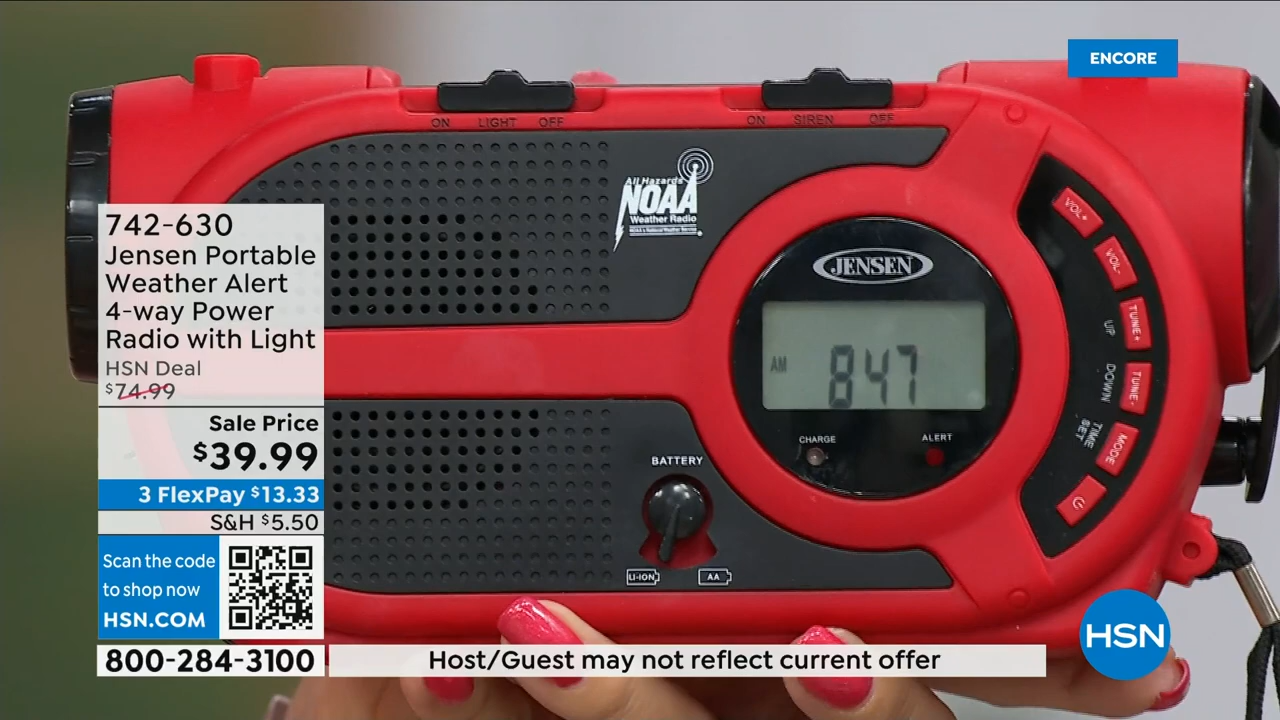 ENCORE
ON LIGHT OFF
ON SIREN OFF
All Hazards
NOAA
Weather Radio
VOL+
VOL-
TUNE+
UP
TUNE-
DOWN
MODE
TIME SET
JENSEN
AM 847
CHARGE ALERT
BATTERY
LI-ION AA
742-630
Jensen Portable
Weather Alert
4-way Power
Radio with Light
HSN Deal
$74.99
Sale Price
$39.99
3 FlexPay $13.33
S&H $5.50
Scan the code
to shop now
HSN.COM
HSN
800-284-3100
Host/Guest may not reflect current offer